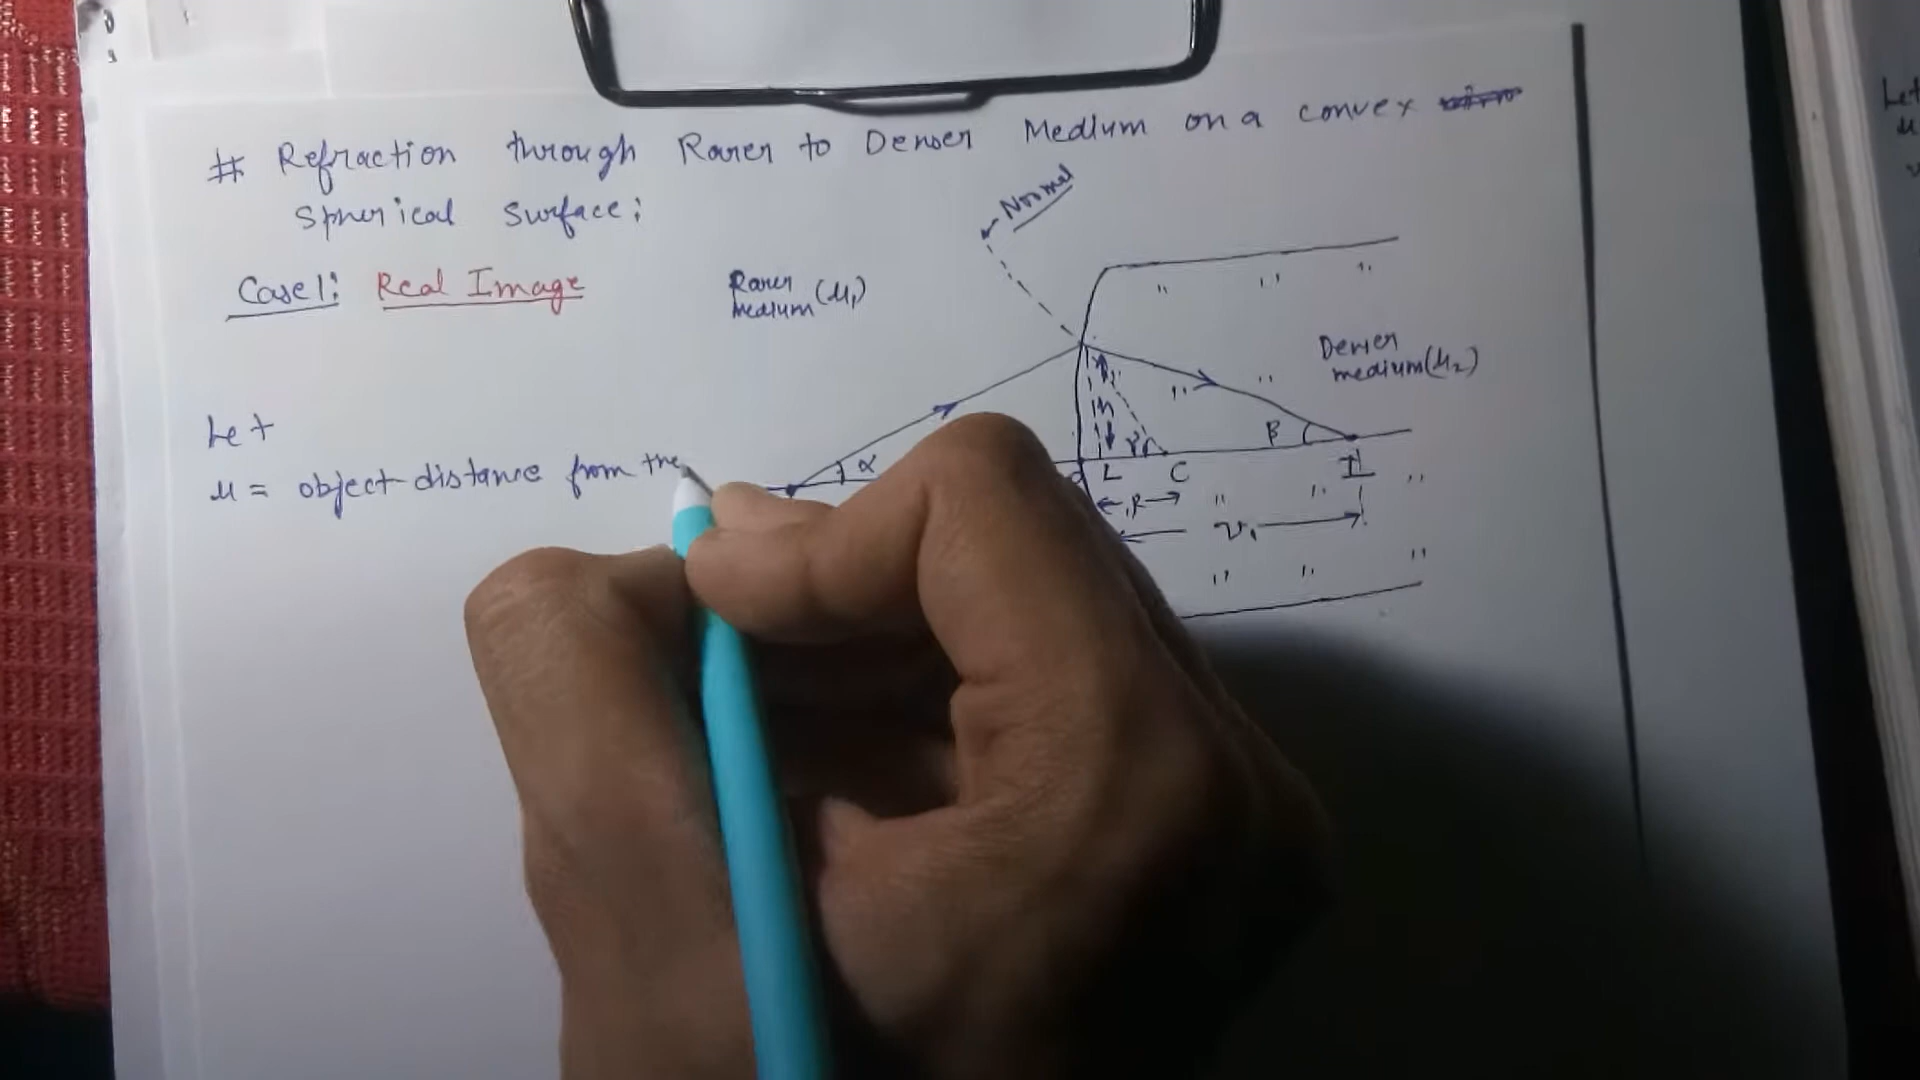 # Refraction through Rarer to Denser Medium on a convex
Spherical Surface:
Normal
Case 1: Real Image
Rarer
medium (μ₁)
Denser
medium (μ₂)
h
α
γ
β
L C I
R
v
Let
u = object distance from the
Let
u
v